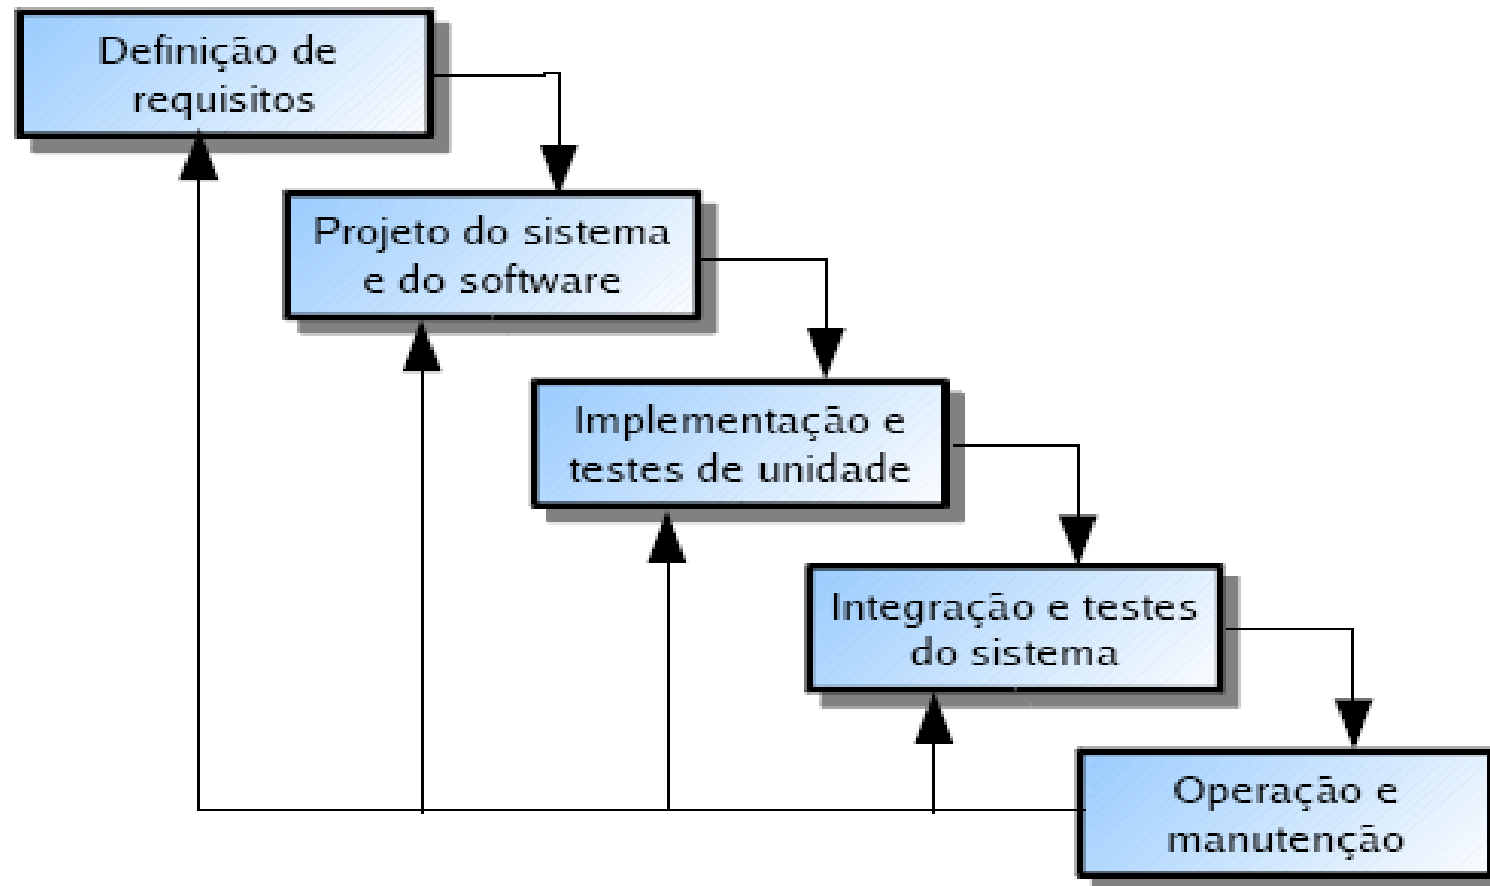 Definição de
requisitos
Projeto do sistema
e do software
Implementação e
testes de unidade
Integração e testes
do sistema
Operação e
manutenção